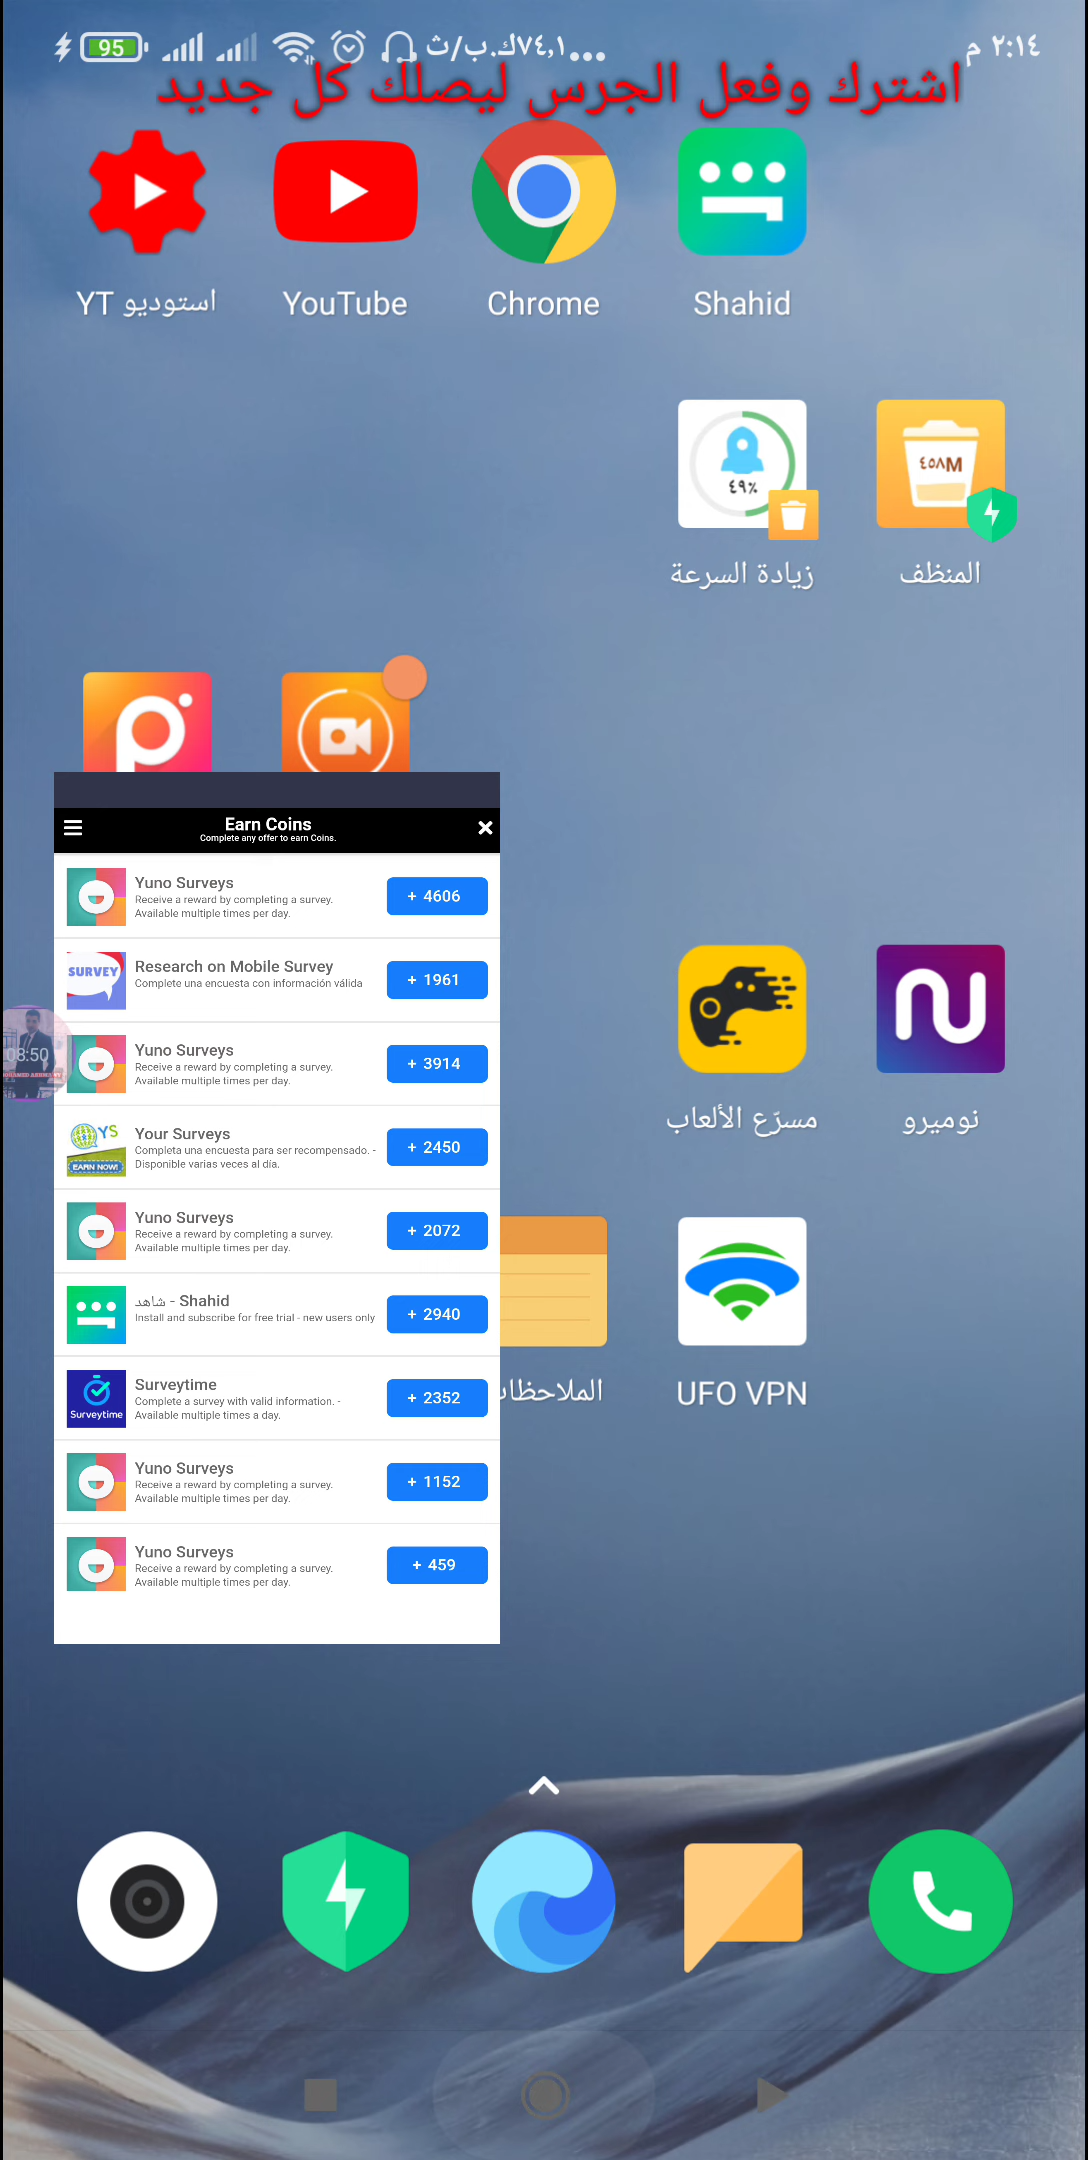 95 ...٧٤,١ك.ب/ث ٢:١٤ م
اشترك وفعل الجرس ليصلك كل جديد
استوديو YT
YouTube
Chrome
Shahid
٤٩٪
٤٥٨M
زيادة السرعة
المنظف
Earn Coins
Complete any offer to earn Coins.
Yuno Surveys
Receive a reward by completing a survey.
Available multiple times per day.
+ 4606
SURVEY
Research on Mobile Survey
Complete una encuesta con información válida
+ 1961
08:50
Yuno Surveys
Receive a reward by completing a survey.
Available multiple times per day.
+ 3914
YS
EARN NOW!
Your Surveys
Completa una encuesta para ser recompensado. -
Disponible varias veces al día.
+ 2450
مسرّع الألعاب
نوميرو
Yuno Surveys
Receive a reward by completing a survey.
Available multiple times per day.
+ 2072
شاهد - Shahid
Install and subscribe for free trial - new users only
+ 2940
Surveytime
Surveytime
Complete a survey with valid information. -
Available multiple times a day.
+ 2352
الملاحظات
UFO VPN
Yuno Surveys
Receive a reward by completing a survey.
Available multiple times per day.
+ 1152
Yuno Surveys
Receive a reward by completing a survey.
Available multiple times per day.
+ 459